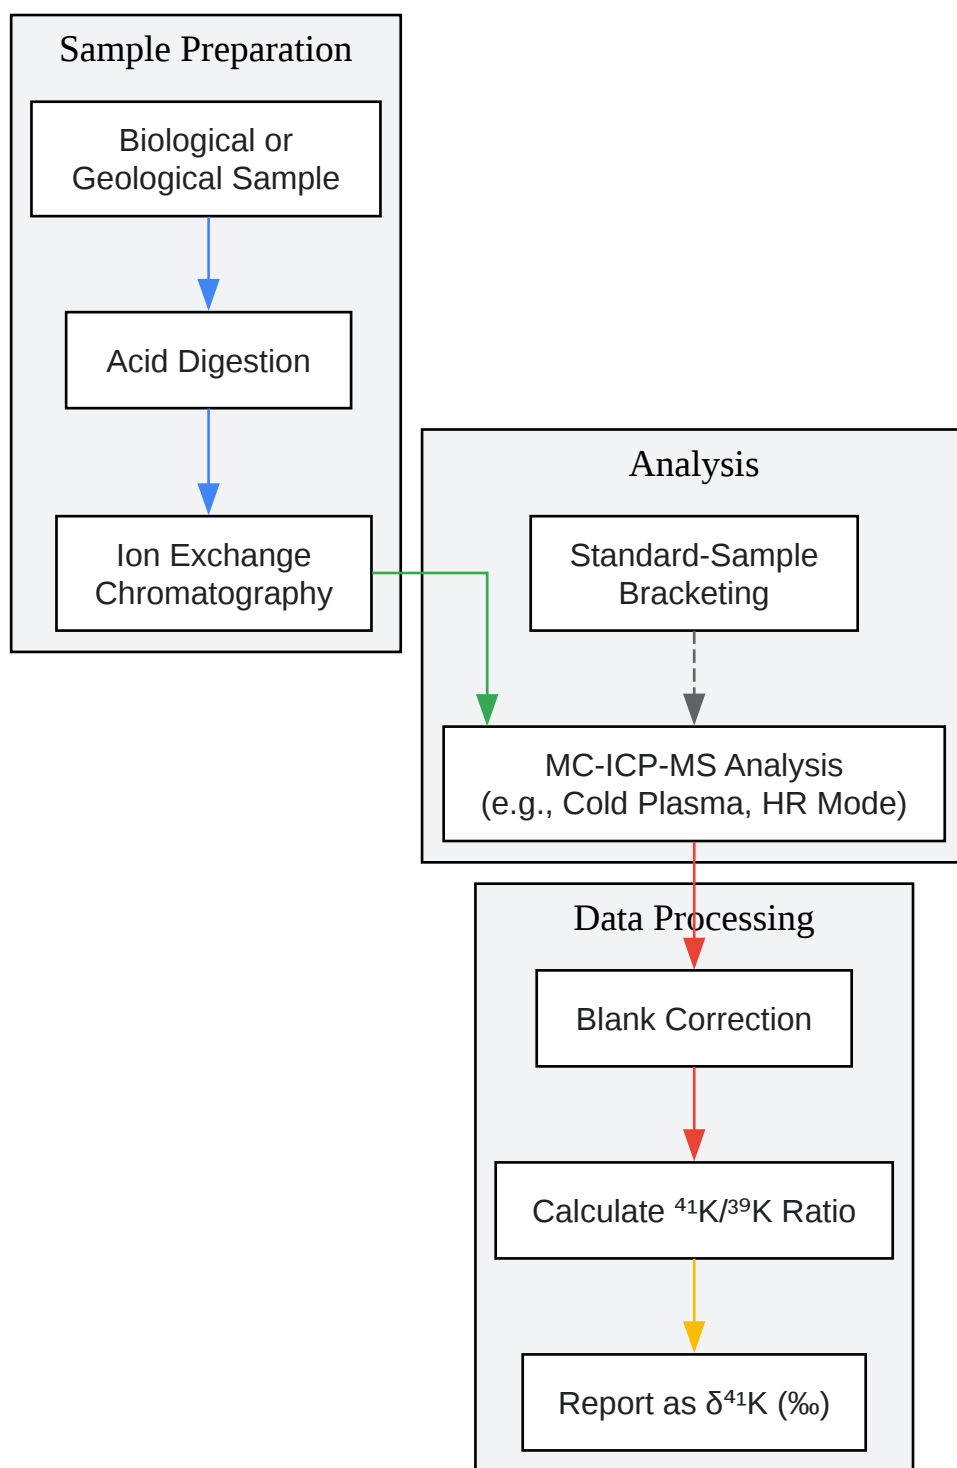 Sample Preparation
Biological or
Geological Sample
Acid Digestion
Ion Exchange
Chromatography
Analysis
Standard-Sample
Bracketing
MC-ICP-MS Analysis
(e.g., Cold Plasma, HR Mode)
Data Processing
Blank Correction
Calculate ⁴¹K/³⁹K Ratio
Report as δ⁴¹K (‰)